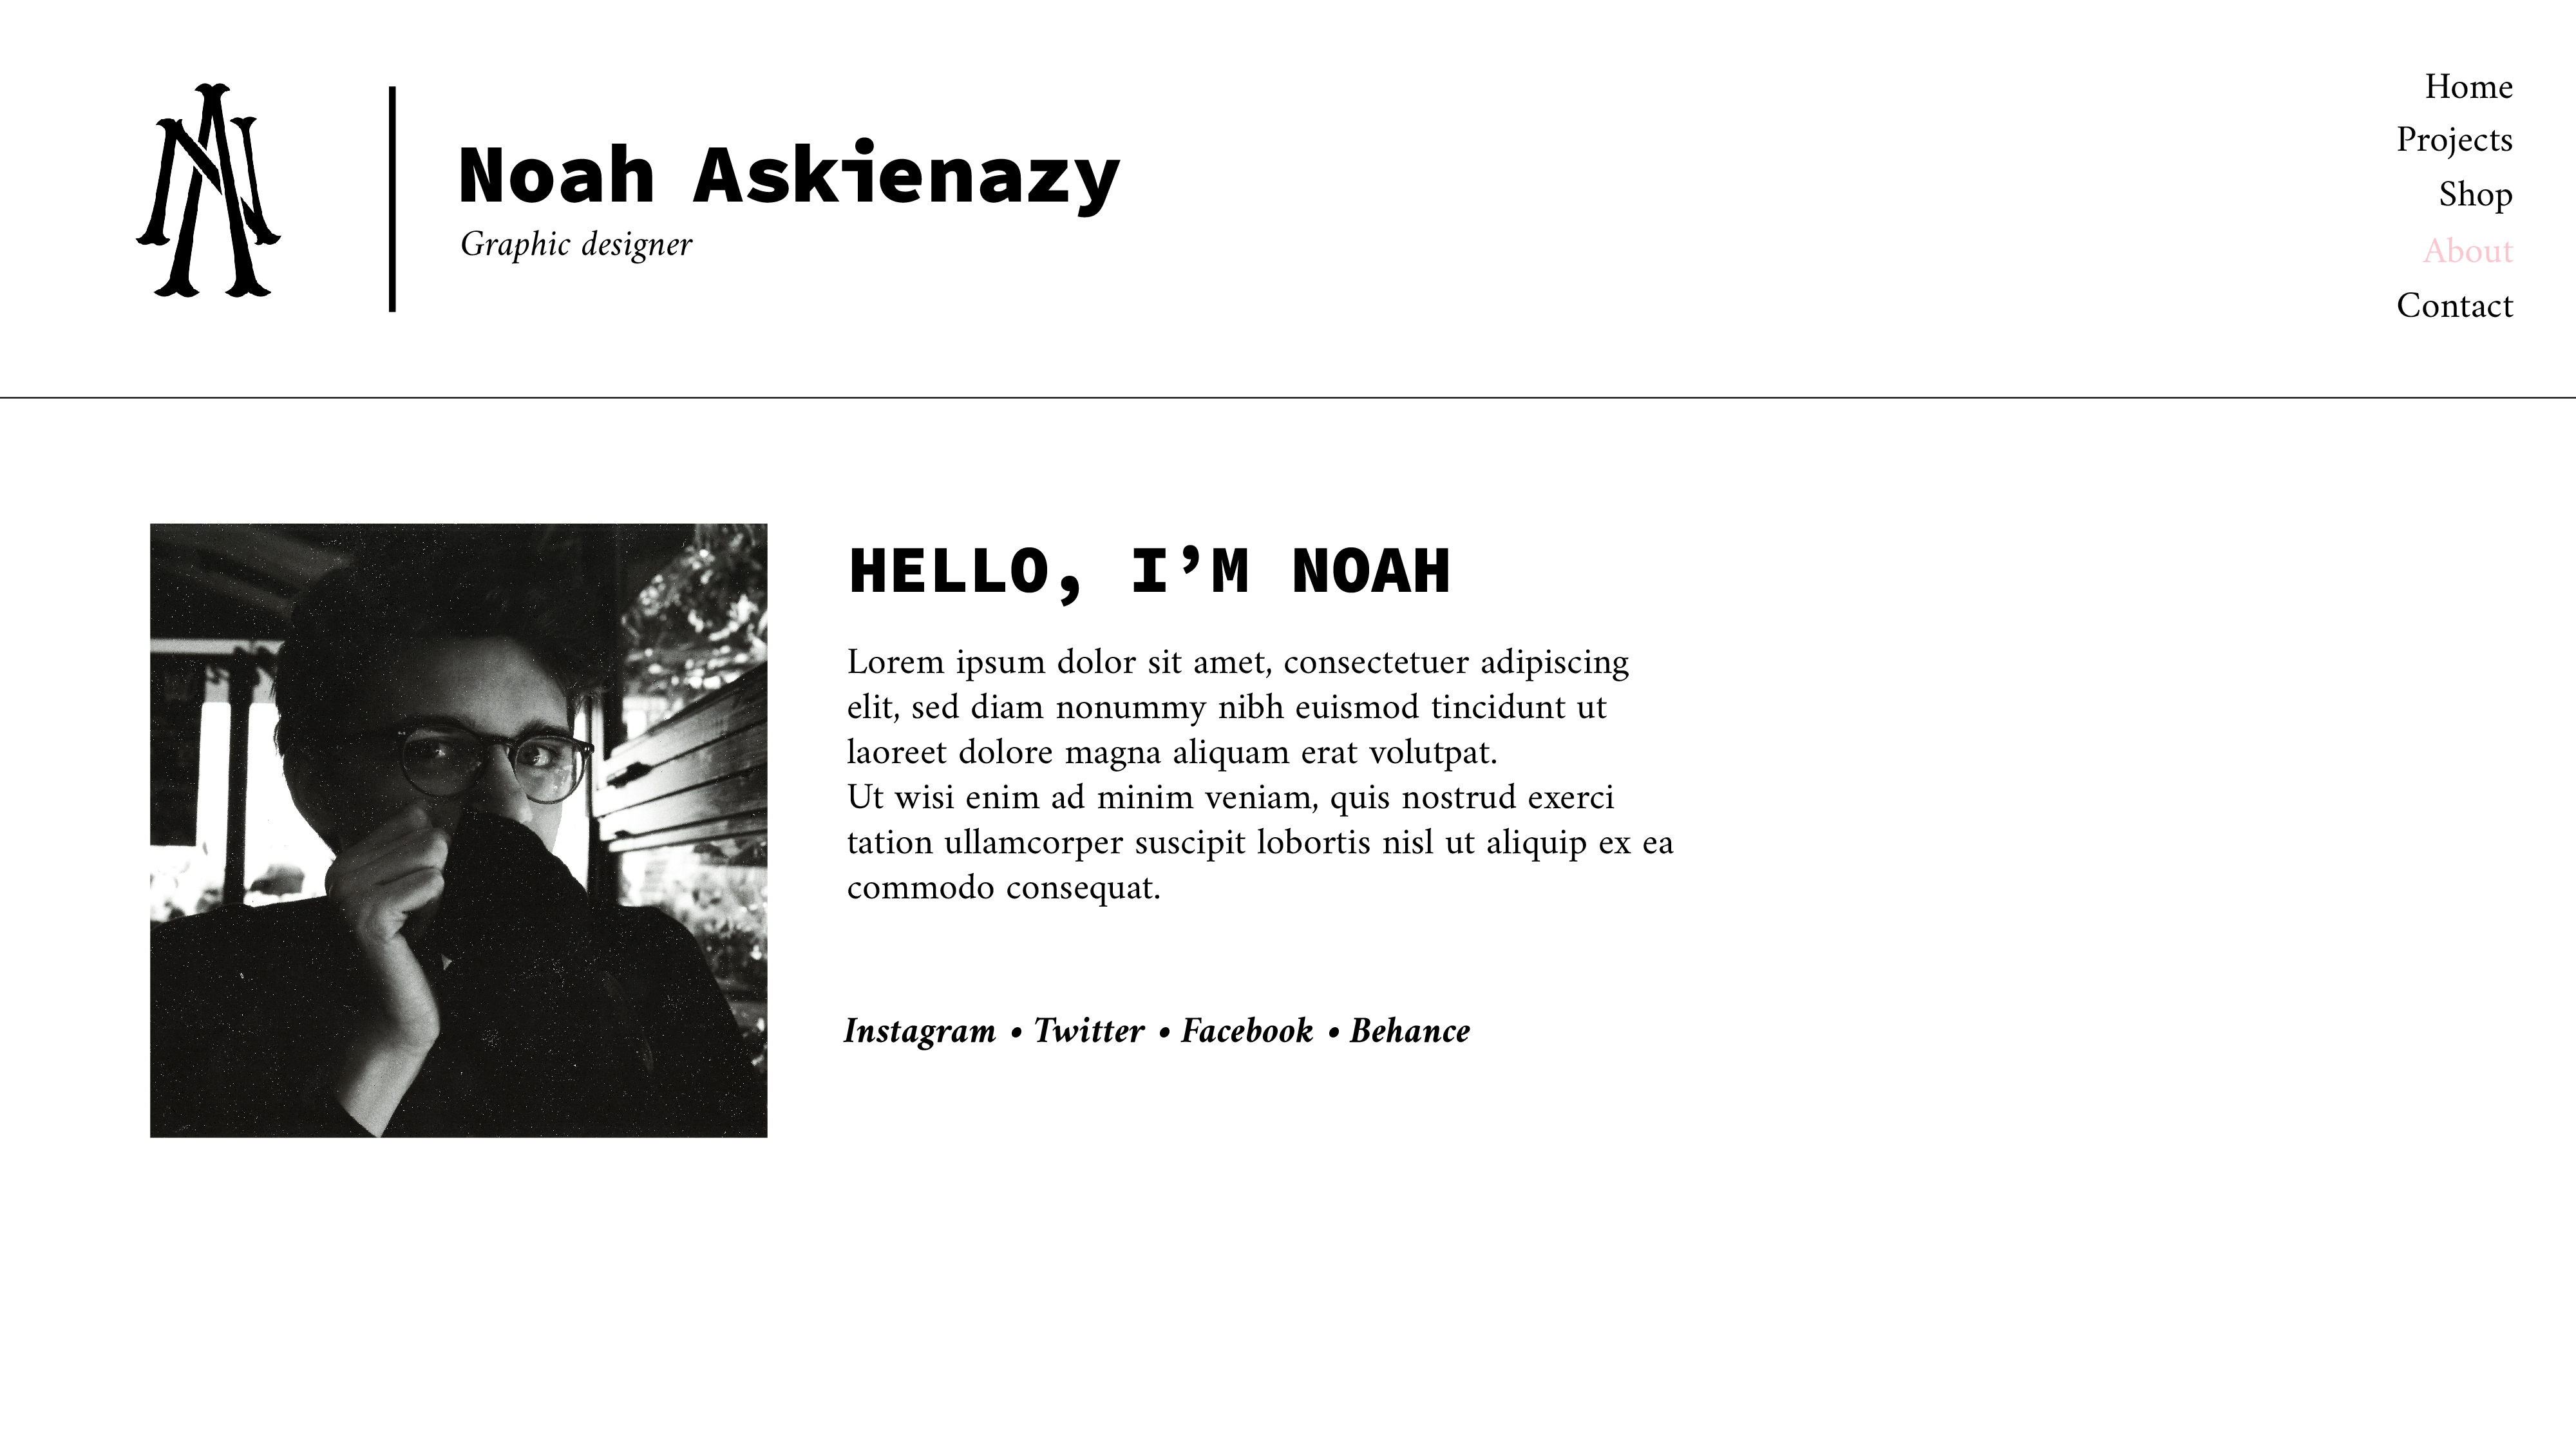 NA
Noah Askienazy
Graphic designer
Home
Projects
Shop
About
Contact
HELLO, I’M NOAH
Lorem ipsum dolor sit amet, consectetuer adipiscing
elit, sed diam nonummy nibh euismod tincidunt ut
laoreet dolore magna aliquam erat volutpat.
Ut wisi enim ad minim veniam, quis nostrud exerci
tation ullamcorper suscipit lobortis nisl ut aliquip ex ea
commodo consequat.
Instagram • Twitter • Facebook • Behance